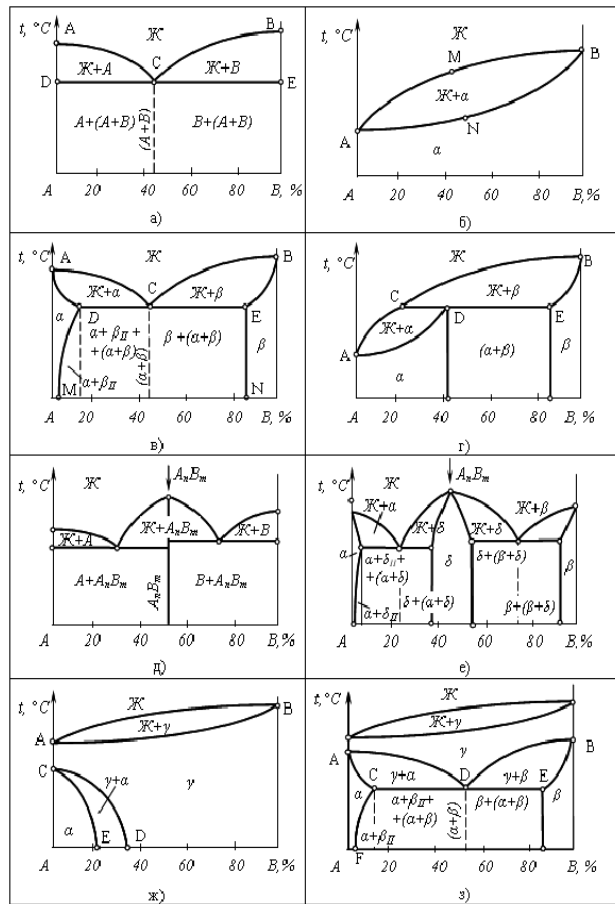 t, °C
A
Ж
B
Ж+A
C
Ж+B
D
E
A+(A+B)
(A+B)
B+(A+B)
A 20 40 60 80 B, %
а)
t, °C
Ж
M
B
Ж+α
N
A
α
A 20 40 60 80 B, %
б)
t, °C
A
Ж
B
Ж+α
C
Ж+β
α
D
E
α+βII+
+(α+β)
(α+β)
β+(α+β)
β
M
α+βII
N
A 20 40 60 80 B, %
в)
t, °C
Ж
B
C
Ж+β
Ж+α
D
E
A
(α+β)
β
α
A 20 40 60 80 B, %
г)
t, °C
Ж
AnBm
Ж+A
Ж+AnBm
Ж+B
A+AnBm
AnBm
B+AnBm
A 20 40 60 80 B, %
д)
t, °C
Ж
AnBm
Ж+α
Ж+δ
Ж+δ
Ж+β
α
α+δII+
+(α+δ)
δ
δ+(β+δ)
β
α+δII
δ+(α+δ)
β+(β+δ)
A 20 40 60 80 B, %
е)
t, °C
Ж
B
Ж+γ
A
C
γ+α
γ
α
E
D
A 20 40 60 80 B, %
ж)
t, °C
Ж
Ж+γ
γ
A
B
C
γ+α
D
γ+β
E
α
α+βII+
+(α+β)
(α+β)
β+(α+β)
β
α+βII
F
A 20 40 60 80 B, %
з)